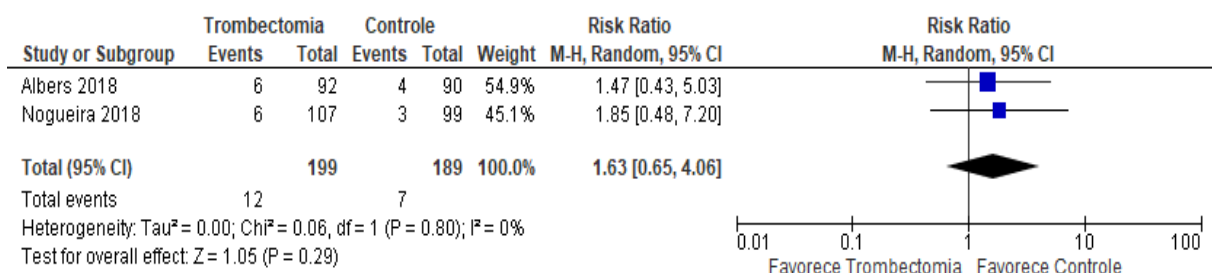 Trombectomia Controle Risk Ratio Risk Ratio
Study or Subgroup Events Total Events Total Weight M-H, Random, 95% CI M-H, Random, 95% CI
Albers 2018 6 92 4 90 54.9% 1.47 [0.43, 5.03]
Nogueira 2018 6 107 3 99 45.1% 1.85 [0.48, 7.20]
Total (95% CI) 199 189 100.0% 1.63 [0.65, 4.06]
Total events 12 7
Heterogeneity: Tau² = 0.00; Chi² = 0.06, df = 1 (P = 0.80); I² = 0%
Test for overall effect: Z = 1.05 (P = 0.29)
0.01 0.1 1 10 100
Favorece Trombectomia Favorece Controle